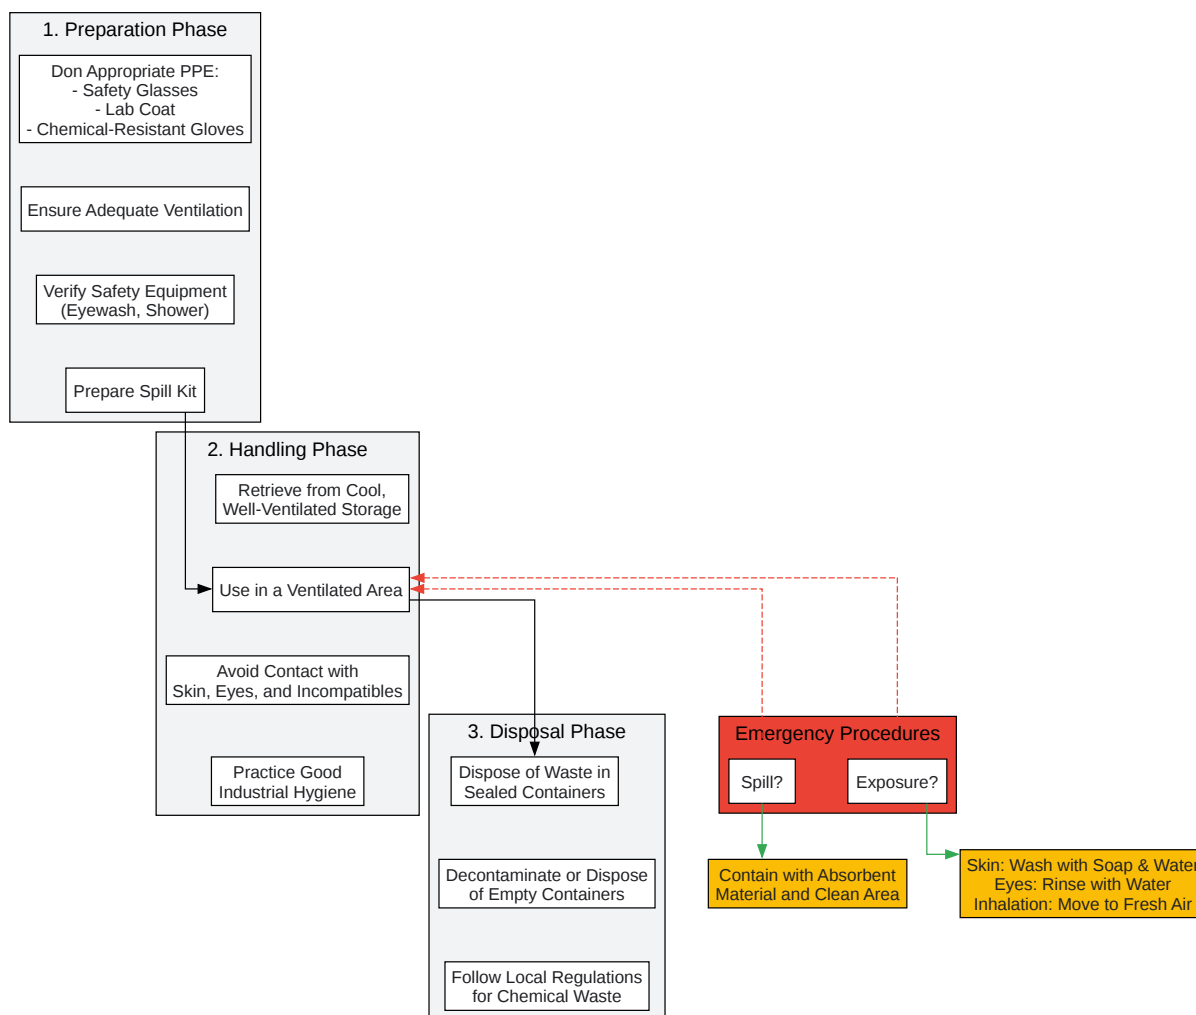 1. Preparation Phase
Don Appropriate PPE:
- Safety Glasses
- Lab Coat
- Chemical-Resistant Gloves
Ensure Adequate Ventilation
Verify Safety Equipment
(Eyewash, Shower)
Prepare Spill Kit
2. Handling Phase
Retrieve from Cool,
Well-Ventilated Storage
Use in a Ventilated Area
Avoid Contact with
Skin, Eyes, and Incompatibles
Practice Good
Industrial Hygiene
3. Disposal Phase
Dispose of Waste in
Sealed Containers
Decontaminate or Dispose
of Empty Containers
Follow Local Regulations
for Chemical Waste
Emergency Procedures
Spill?
Exposure?
Contain with Absorbent
Material and Clean Area
Skin: Wash with Soap & Water
Eyes: Rinse with Water
Inhalation: Move to Fresh Air